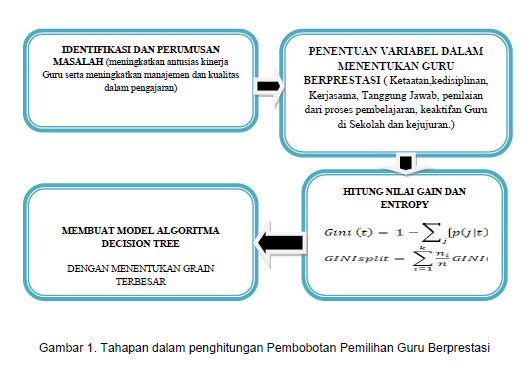 IDENTIFIKASI DAN PERUMUSAN
MASALAH (meningkatkan antusias kinerja
Guru serta meningkatkan manajemen dan kualitas
dalam pengajaran)
PENENTUAN VARIABEL DALAM
MENENTUKAN GURU
BERPRESTASI ( Ketaatan,kedisiplinan,
Kerjasama, Tanggung Jawab, penilaian
dari proses pembelajaran, keaktifan Guru
di Sekolah dan kejujuran.)
HITUNG NILAI GAIN DAN
ENTROPY
Gini (t) = 1 − ∑ j [p(j|t)
GINIsplit = ∑ k i=1 ni/n GINI(
MEMBUAT MODEL ALGORITMA
DECISION TREE
DENGAN MENENTUKAN GRAIN
TERBESAR
Gambar 1. Tahapan dalam penghitungan Pembobotan Pemilihan Guru Berprestasi